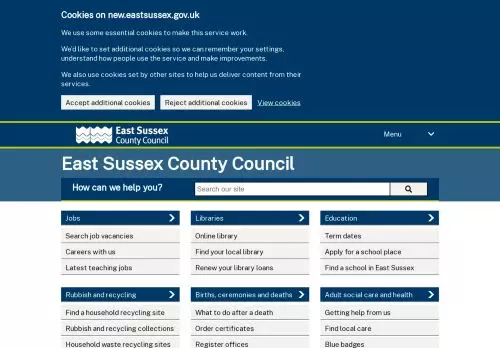 Cookies on new.eastsussex.gov.uk
We use some essential cookies to make this service work.
We'd like to set additional cookies so we can remember your settings,
understand how people use the service and make improvements.
We also use cookies set by other sites to help us deliver content from their
services.
Accept additional cookies Reject additional cookies View cookies
East Sussex
County Council
Menu
East Sussex County Council
How can we help you? Search our site
Jobs Libraries Education
Search job vacancies Online library Term dates
Careers with us Find your local library Apply for a school place
Latest teaching jobs Renew your library loans Find a school in East Sussex
Rubbish and recycling Births, ceremonies and deaths Adult social care and health
Find a household recycling site What to do after a death Getting help from us
Rubbish and recycling collections Order certificates Find local care
Household waste recycling sites Register offices Blue badges